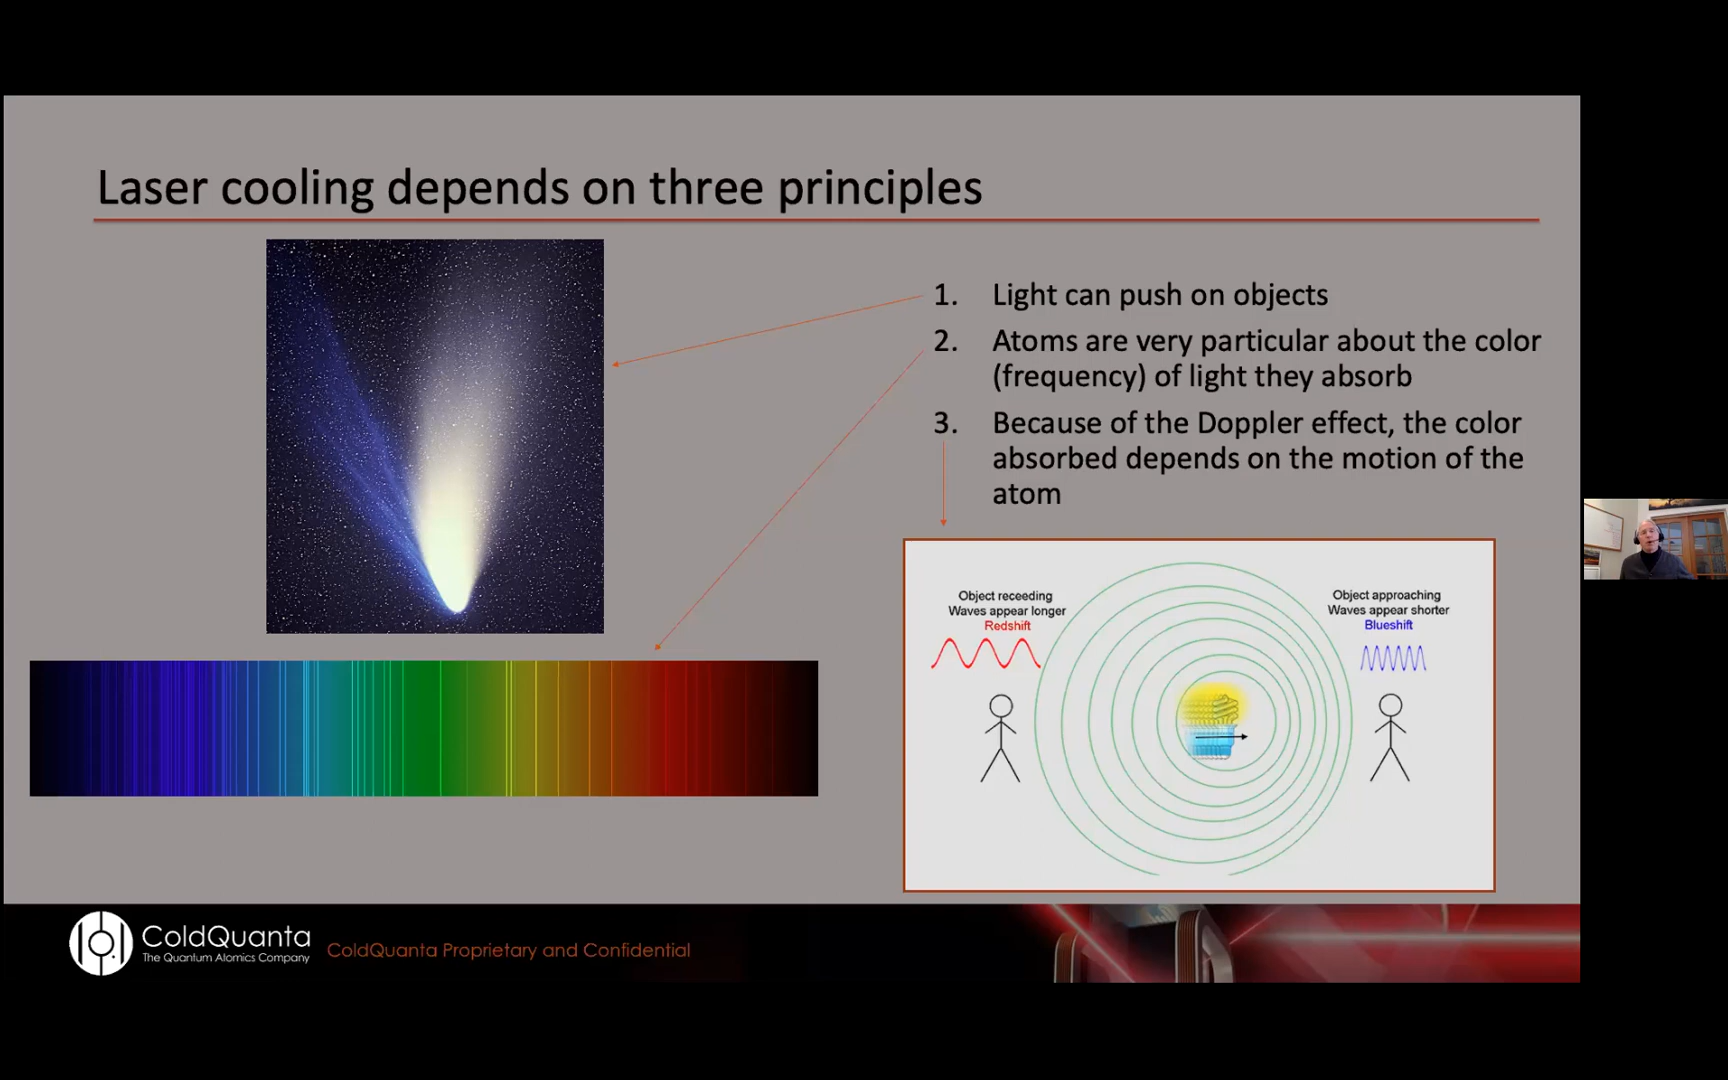 Laser cooling depends on three principles
1. Light can push on objects
2. Atoms are very particular about the color
(frequency) of light they absorb
3. Because of the Doppler effect, the color
absorbed depends on the motion of the
atom
Object receeding
Waves appear longer
Redshift
Object approaching
Waves appear shorter
Blueshift
ColdQuanta
The Quantum Atomics Company
ColdQuanta Proprietary and Confidential